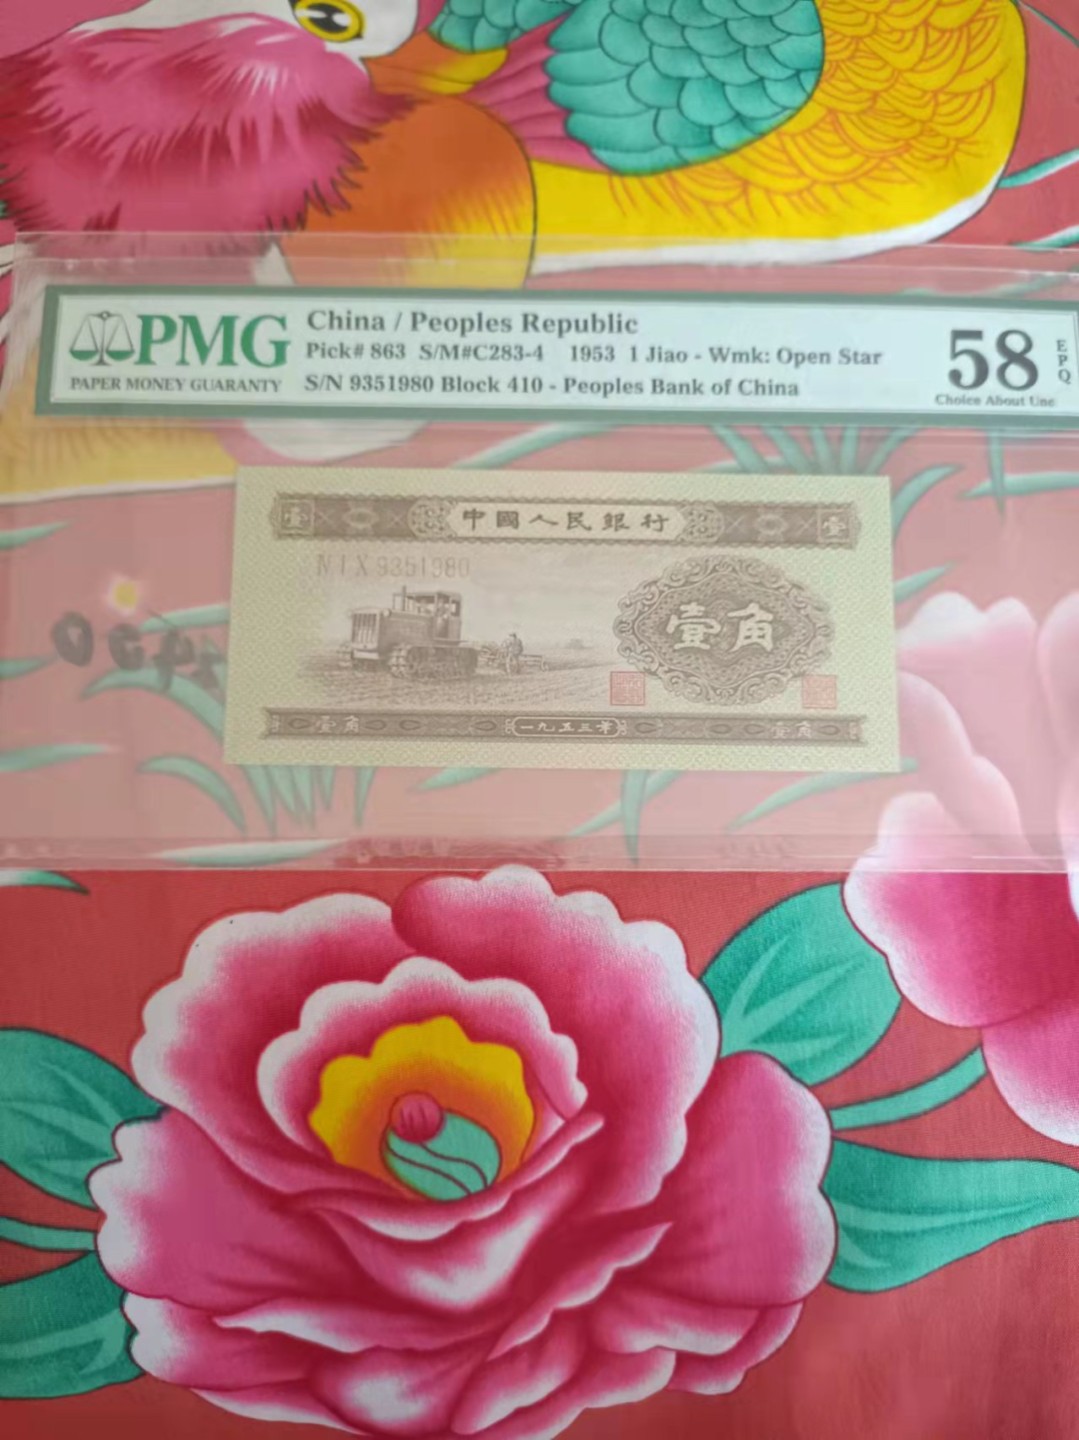 PMG
PAPER MONEY GUARANTY
China / Peoples Republic
Pick# 863 S/M#C283-4 1953 1 Jiao - Wmk: Open Star
S/N 9351980 Block 410 - Peoples Bank of China
58
EPQ
Choice About Unc
壹 中國人民銀行 壹
ⅣⅠⅩ 9351980
壹角
壹角 一九五三年 壹角